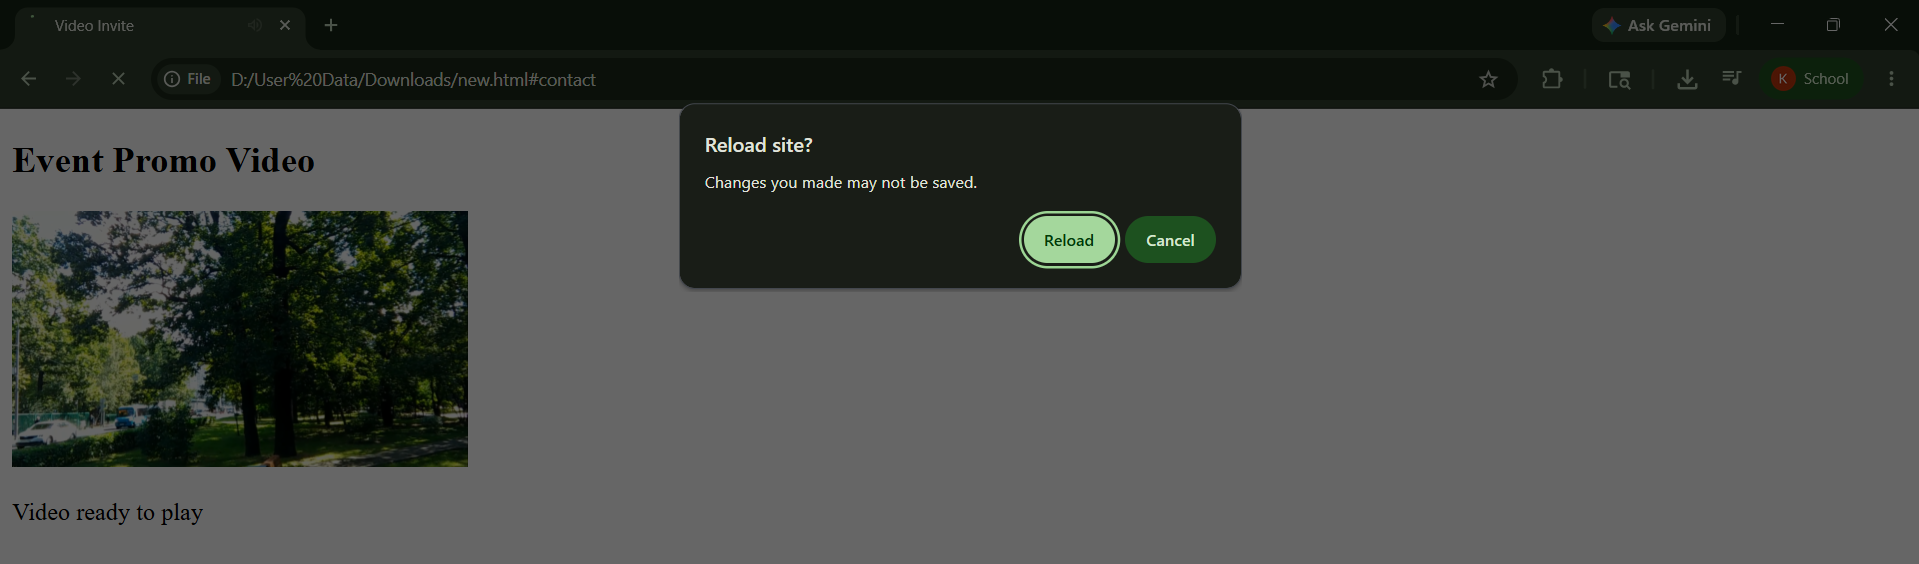 Video Invite
Ask Gemini
File
D:/User%20Data/Downloads/new.html#contact
K
School
Reload site?
Changes you made may not be saved.
Reload
Cancel
Event Promo Video
Video ready to play